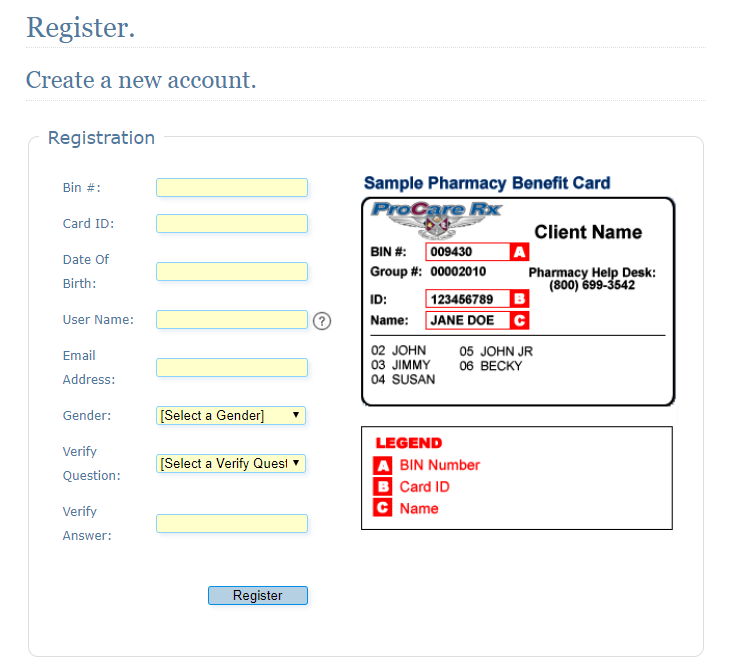 Register.
Create a new account.
Registration
Bin #:
Card ID:
Date Of
Birth:
User Name:
?
Email
Address:
Gender:
[Select a Gender]
Verify
Question:
[Select a Verify Quest
Verify
Answer:
Register
Sample Pharmacy Benefit Card
ProCare Rx
Client Name
BIN #: 009430 A
Group #: 00002010
Pharmacy Help Desk:
(800) 699-3542
ID: 123456789 B
Name: JANE DOE C
02 JOHN 05 JOHN JR
03 JIMMY 06 BECKY
04 SUSAN
LEGEND
A BIN Number
B Card ID
C Name